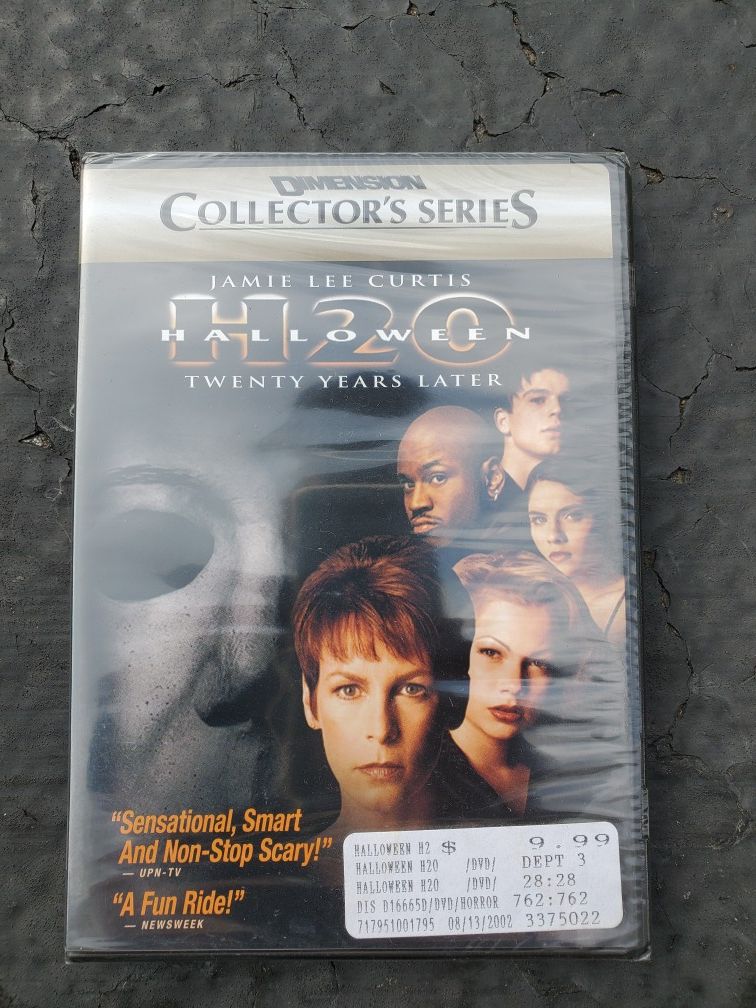 DIMENSION
COLLECTOR'S SERIES
JAMIE LEE CURTIS
H20
HALLOWEEN
TWENTY YEARS LATER
"Sensational, Smart
And Non-Stop Scary!"
— UPN-TV
"A Fun Ride!"
— NEWSWEEK
HALLOWEEN H2 $ 9.99
HALLOWEEN H20 /DVD/ DEPT 3
HALLOWEEN H20 /DVD/ 28:28
DIS D16665D/DVD/HORROR 762:762
717951001795 08/13/2002 3375022